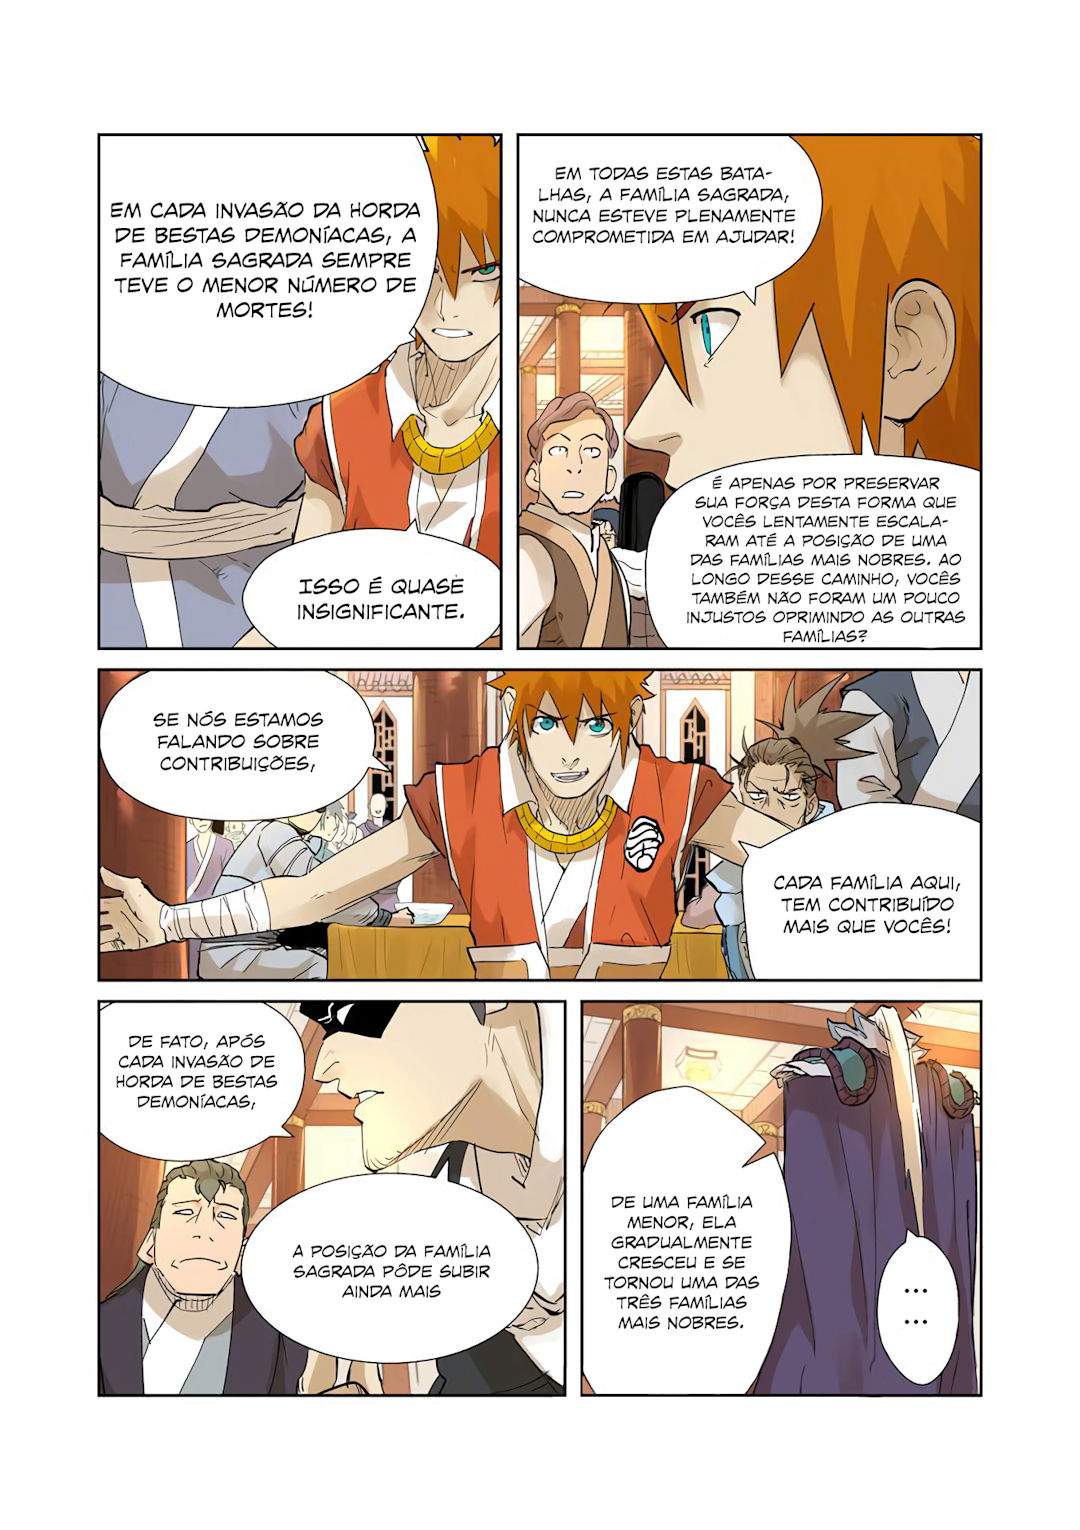 EM CADA INVASÃO DA HORDA
DE BESTAS DEMONÍACAS, A
FAMÍLIA SAGRADA SEMPRE
TEVE O MENOR NÚMERO DE
MORTES!
ISSO É QUASE
INSIGNIFICANTE.
EM TODAS ESTAS BATA-
LHAS, A FAMÍLIA SAGRADA,
NUNCA ESTEVE PLENAMENTE
COMPROMETIDA EM AJUDAR!
É APENAS POR PRESERVAR
SUA FORÇA DESTA FORMA QUE
VOCÊS LENTAMENTE ESCALA-
RAM ATÉ A POSIÇÃO DE UMA
DAS FAMÍLIAS MAIS NOBRES. AO
LONGO DESSE CAMINHO, VOCÊS
TAMBÉM NÃO FORAM UM POUCO
INJUSTOS OPRIMINDO AS OUTRAS
FAMÍLIAS?
SE NÓS ESTAMOS
FALANDO SOBRE
CONTRIBUIÇÕES,
CADA FAMÍLIA AQUI,
TEM CONTRIBUÍDO
MAIS QUE VOCÊS!
DE FATO, APÓS
CADA INVASÃO DE
HORDA DE BESTAS
DEMONÍACAS,
A POSIÇÃO DA FAMÍLIA
SAGRADA PÔDE SUBIR
AINDA MAIS
DE UMA FAMÍLIA
MENOR, ELA
GRADUALMENTE
CRESCEU E SE
TORNOU UMA DAS
TRÊS FAMÍLIAS
MAIS NOBRES.
...
...